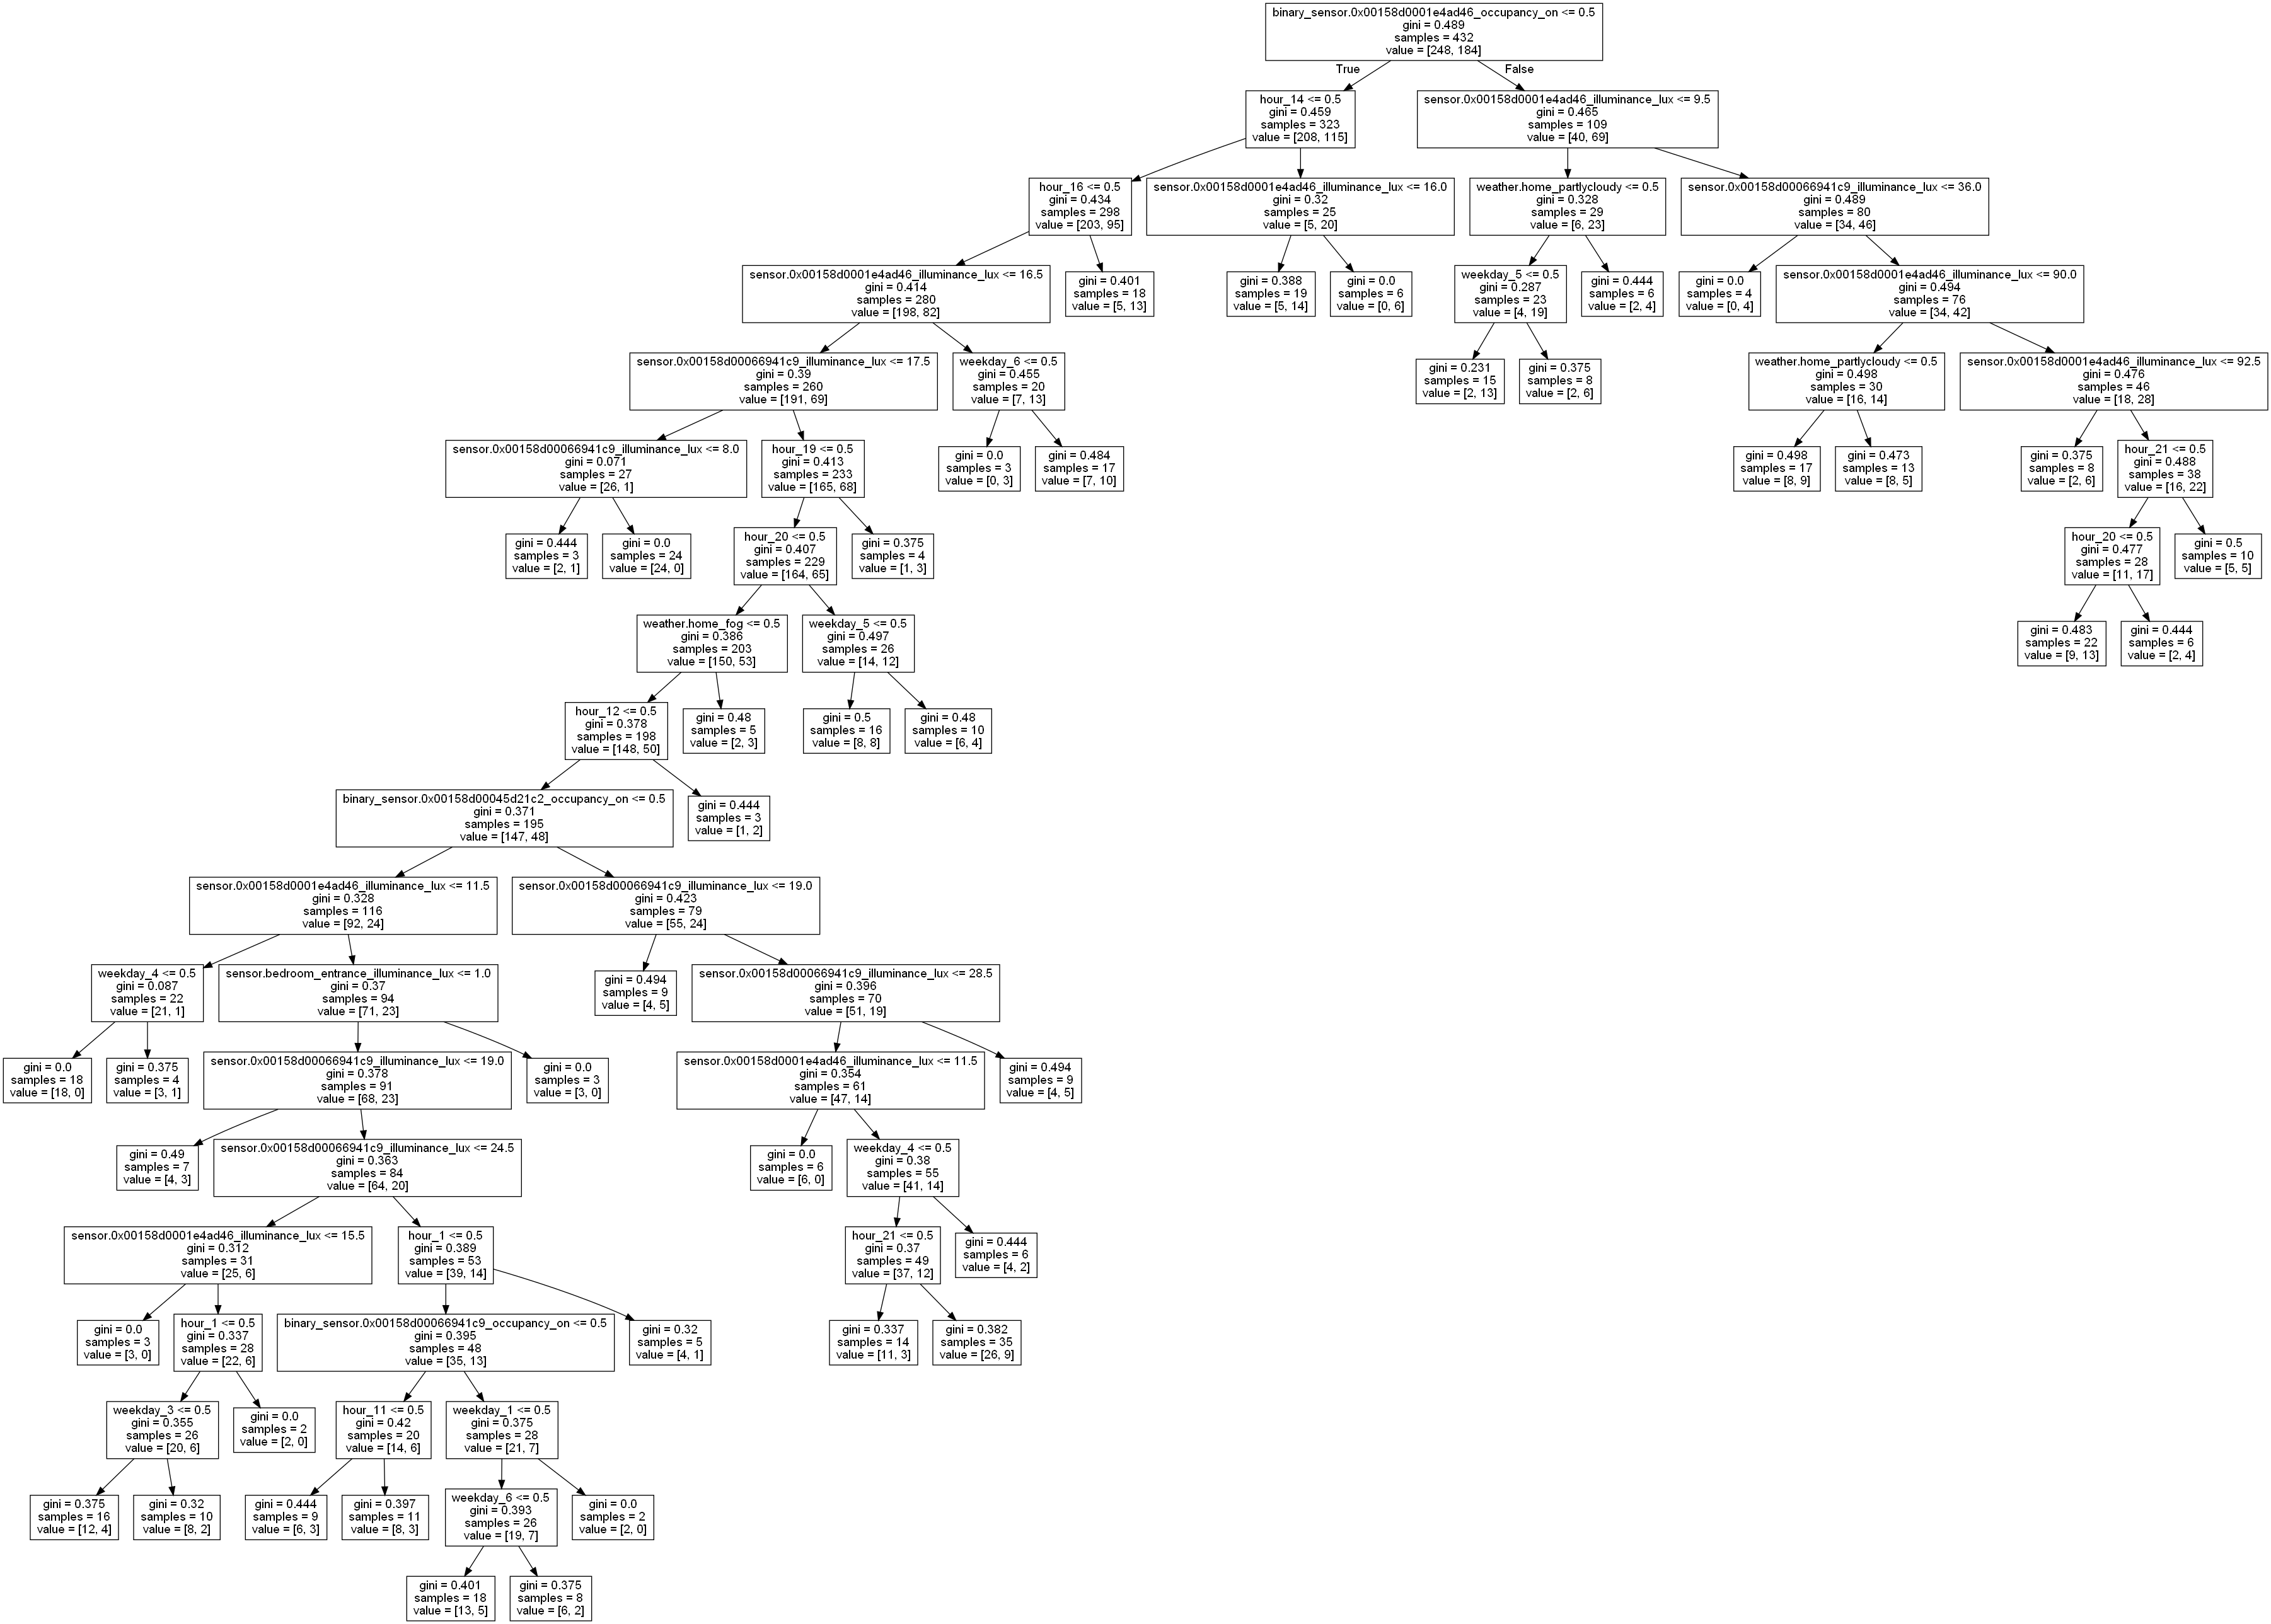 binary_sensor.0x00158d0001e4ad46_occupancy_on <= 0.5
gini = 0.489
samples = 432
value = [248, 184]
True
False
hour_14 <= 0.5
gini = 0.459
samples = 323
value = [208, 115]
sensor.0x00158d0001e4ad46_illuminance_lux <= 9.5
gini = 0.465
samples = 109
value = [40, 69]
hour_16 <= 0.5
gini = 0.434
samples = 298
value = [203, 95]
sensor.0x00158d0001e4ad46_illuminance_lux <= 16.0
gini = 0.32
samples = 25
value = [5, 20]
weather.home_partlycloudy <= 0.5
gini = 0.328
samples = 29
value = [6, 23]
sensor.0x00158d00066941c9_illuminance_lux <= 36.0
gini = 0.489
samples = 80
value = [34, 46]
sensor.0x00158d0001e4ad46_illuminance_lux <= 16.5
gini = 0.414
samples = 280
value = [198, 82]
gini = 0.401
samples = 18
value = [5, 13]
gini = 0.388
samples = 19
value = [5, 14]
gini = 0.0
samples = 6
value = [0, 6]
weekday_5 <= 0.5
gini = 0.287
samples = 23
value = [4, 19]
gini = 0.444
samples = 6
value = [2, 4]
gini = 0.0
samples = 4
value = [0, 4]
sensor.0x00158d0001e4ad46_illuminance_lux <= 90.0
gini = 0.494
samples = 76
value = [34, 42]
sensor.0x00158d00066941c9_illuminance_lux <= 17.5
gini = 0.39
samples = 260
value = [191, 69]
weekday_6 <= 0.5
gini = 0.455
samples = 20
value = [7, 13]
gini = 0.231
samples = 15
value = [2, 13]
gini = 0.375
samples = 8
value = [2, 6]
weather.home_partlycloudy <= 0.5
gini = 0.498
samples = 30
value = [16, 14]
sensor.0x00158d0001e4ad46_illuminance_lux <= 92.5
gini = 0.476
samples = 46
value = [18, 28]
sensor.0x00158d00066941c9_illuminance_lux <= 8.0
gini = 0.071
samples = 27
value = [26, 1]
hour_19 <= 0.5
gini = 0.413
samples = 233
value = [165, 68]
gini = 0.0
samples = 3
value = [0, 3]
gini = 0.484
samples = 17
value = [7, 10]
gini = 0.498
samples = 17
value = [8, 9]
gini = 0.473
samples = 13
value = [8, 5]
gini = 0.375
samples = 8
value = [2, 6]
hour_21 <= 0.5
gini = 0.488
samples = 38
value = [16, 22]
gini = 0.444
samples = 3
value = [2, 1]
gini = 0.0
samples = 24
value = [24, 0]
hour_20 <= 0.5
gini = 0.407
samples = 229
value = [164, 65]
gini = 0.375
samples = 4
value = [1, 3]
hour_20 <= 0.5
gini = 0.477
samples = 28
value = [11, 17]
gini = 0.5
samples = 10
value = [5, 5]
weather.home_fog <= 0.5
gini = 0.386
samples = 203
value = [150, 53]
weekday_5 <= 0.5
gini = 0.497
samples = 26
value = [14, 12]
gini = 0.483
samples = 22
value = [9, 13]
gini = 0.444
samples = 6
value = [2, 4]
hour_12 <= 0.5
gini = 0.378
samples = 198
value = [148, 50]
gini = 0.48
samples = 5
value = [2, 3]
gini = 0.5
samples = 16
value = [8, 8]
gini = 0.48
samples = 10
value = [6, 4]
binary_sensor.0x00158d00045d21c2_occupancy_on <= 0.5
gini = 0.371
samples = 195
value = [147, 48]
gini = 0.444
samples = 3
value = [1, 2]
sensor.0x00158d0001e4ad46_illuminance_lux <= 11.5
gini = 0.328
samples = 116
value = [92, 24]
sensor.0x00158d00066941c9_illuminance_lux <= 19.0
gini = 0.423
samples = 79
value = [55, 24]
weekday_4 <= 0.5
gini = 0.087
samples = 22
value = [21, 1]
sensor.bedroom_entrance_illuminance_lux <= 1.0
gini = 0.37
samples = 94
value = [71, 23]
gini = 0.494
samples = 9
value = [4, 5]
sensor.0x00158d00066941c9_illuminance_lux <= 28.5
gini = 0.396
samples = 70
value = [51, 19]
gini = 0.0
samples = 18
value = [18, 0]
gini = 0.375
samples = 4
value = [3, 1]
sensor.0x00158d00066941c9_illuminance_lux <= 19.0
gini = 0.378
samples = 91
value = [68, 23]
gini = 0.0
samples = 3
value = [3, 0]
sensor.0x00158d0001e4ad46_illuminance_lux <= 11.5
gini = 0.354
samples = 61
value = [47, 14]
gini = 0.494
samples = 9
value = [4, 5]
gini = 0.49
samples = 7
value = [4, 3]
sensor.0x00158d00066941c9_illuminance_lux <= 24.5
gini = 0.363
samples = 84
value = [64, 20]
gini = 0.0
samples = 6
value = [6, 0]
weekday_4 <= 0.5
gini = 0.38
samples = 55
value = [41, 14]
sensor.0x00158d0001e4ad46_illuminance_lux <= 15.5
gini = 0.312
samples = 31
value = [25, 6]
hour_1 <= 0.5
gini = 0.389
samples = 53
value = [39, 14]
hour_21 <= 0.5
gini = 0.37
samples = 49
value = [37, 12]
gini = 0.444
samples = 6
value = [4, 2]
gini = 0.0
samples = 3
value = [3, 0]
hour_1 <= 0.5
gini = 0.337
samples = 28
value = [22, 6]
binary_sensor.0x00158d00066941c9_occupancy_on <= 0.5
gini = 0.395
samples = 48
value = [35, 13]
gini = 0.32
samples = 5
value = [4, 1]
gini = 0.337
samples = 14
value = [11, 3]
gini = 0.382
samples = 35
value = [26, 9]
weekday_3 <= 0.5
gini = 0.355
samples = 26
value = [20, 6]
gini = 0.0
samples = 2
value = [2, 0]
hour_11 <= 0.5
gini = 0.42
samples = 20
value = [14, 6]
weekday_1 <= 0.5
gini = 0.375
samples = 28
value = [21, 7]
gini = 0.375
samples = 16
value = [12, 4]
gini = 0.32
samples = 10
value = [8, 2]
gini = 0.444
samples = 9
value = [6, 3]
gini = 0.397
samples = 11
value = [8, 3]
weekday_6 <= 0.5
gini = 0.393
samples = 26
value = [19, 7]
gini = 0.0
samples = 2
value = [2, 0]
gini = 0.401
samples = 18
value = [13, 5]
gini = 0.375
samples = 8
value = [6, 2]